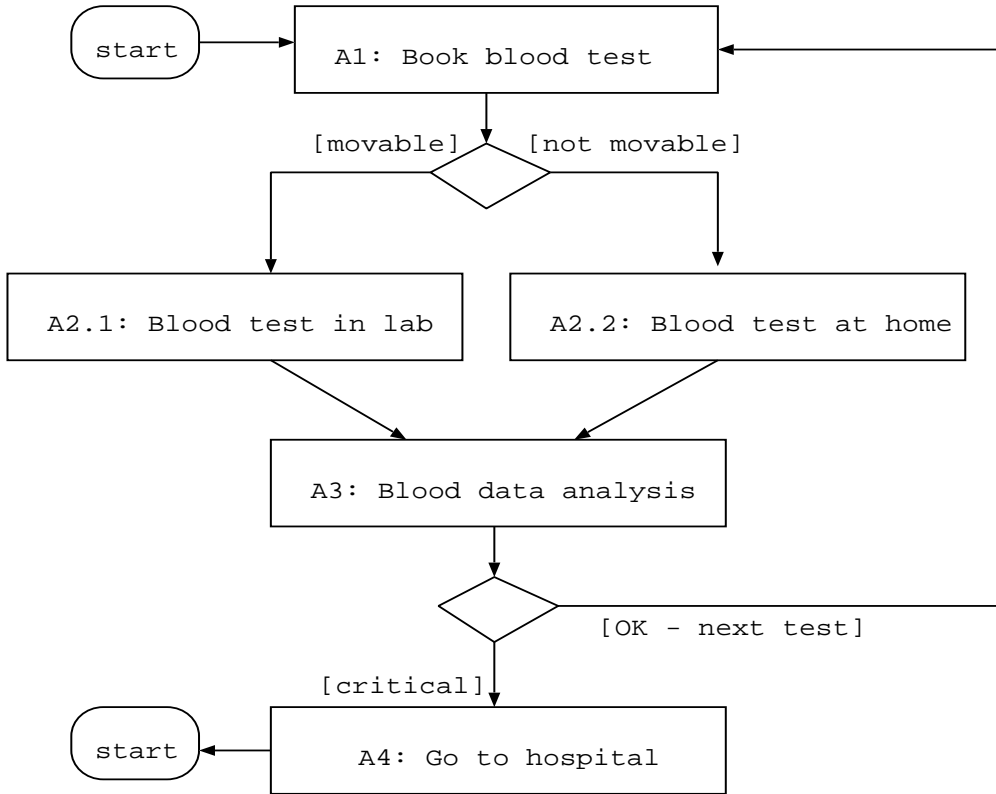 start
A1: Book blood test
[movable]
[not movable]
A2.1: Blood test in lab
A2.2: Blood test at home
A3: Blood data analysis
[OK - next test]
[critical]
start
A4: Go to hospital